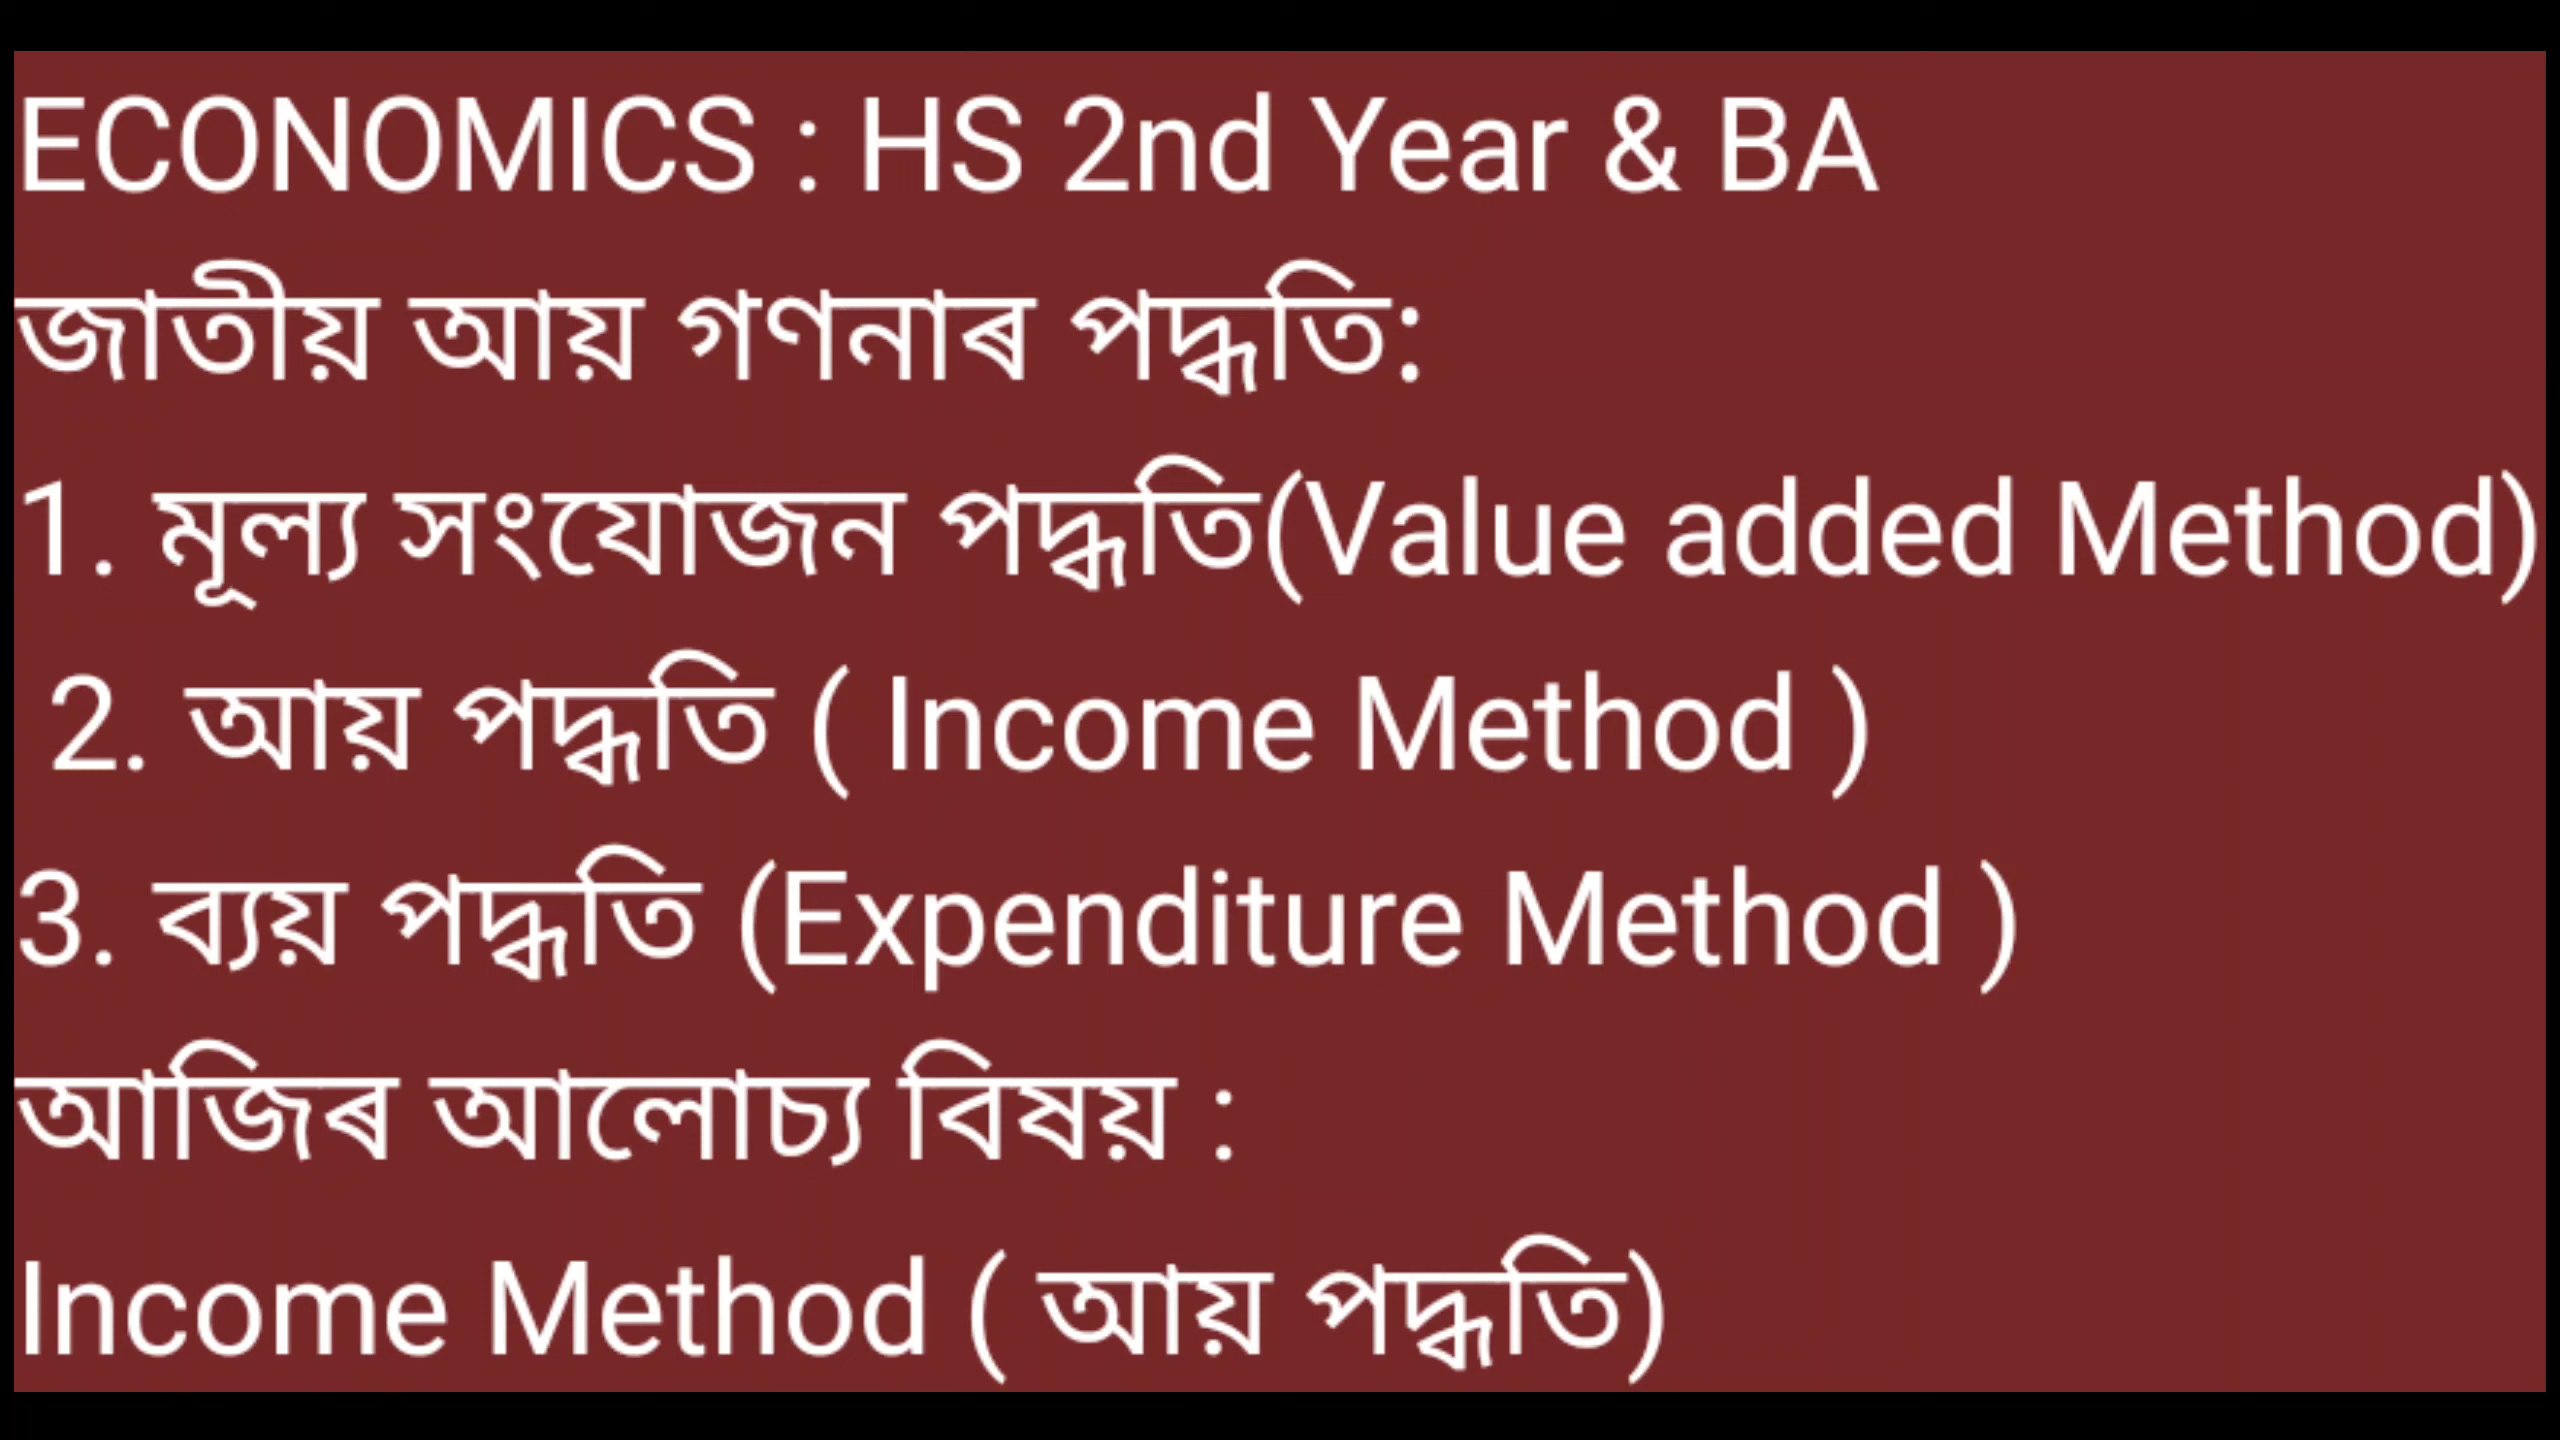 ECONOMICS : HS 2nd Year & BA
জাতীয় আয় গণনাৰ পদ্ধতি:
1. মূল্য সংযোজন পদ্ধতি(Value added Method)
2. আয় পদ্ধতি ( Income Method )
3. ব্যয় পদ্ধতি (Expenditure Method )
আজিৰ আলোচ্য বিষয় :
Income Method ( আয় পদ্ধতি)